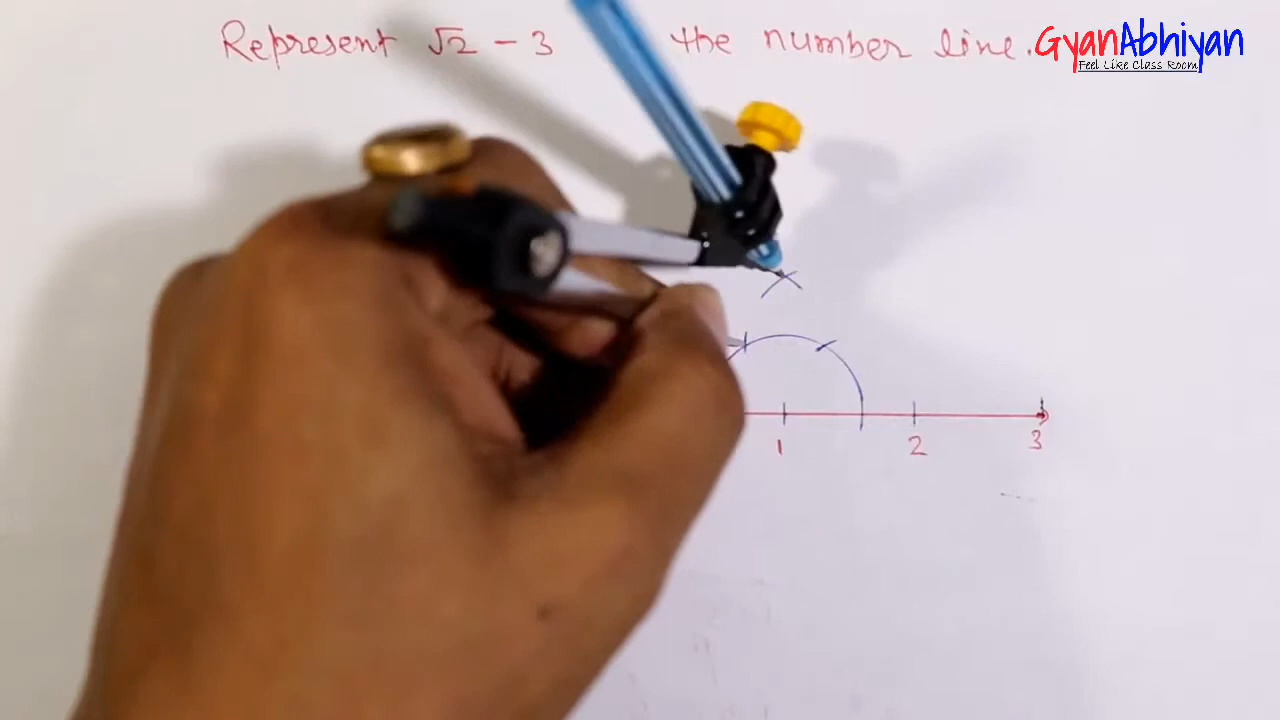 Represent √2 - 3 the number line.
GyanAbhiyan
Feel Like Class Room
1 2 3